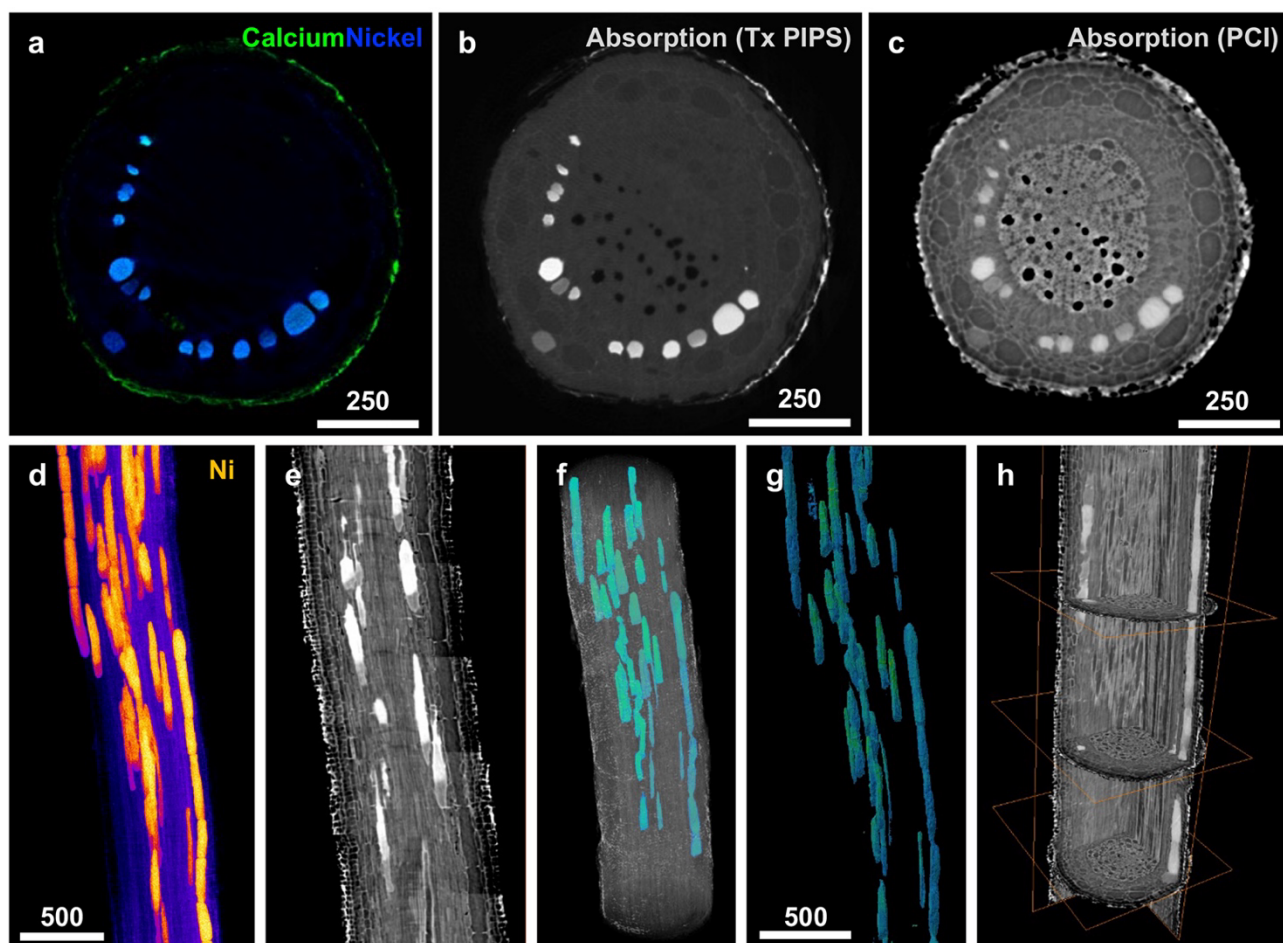 a CalciumNickel
b Absorption (Tx PIPS)
c Absorption (PCI)
250
250
250
d Ni
e
f
g
h
500
500